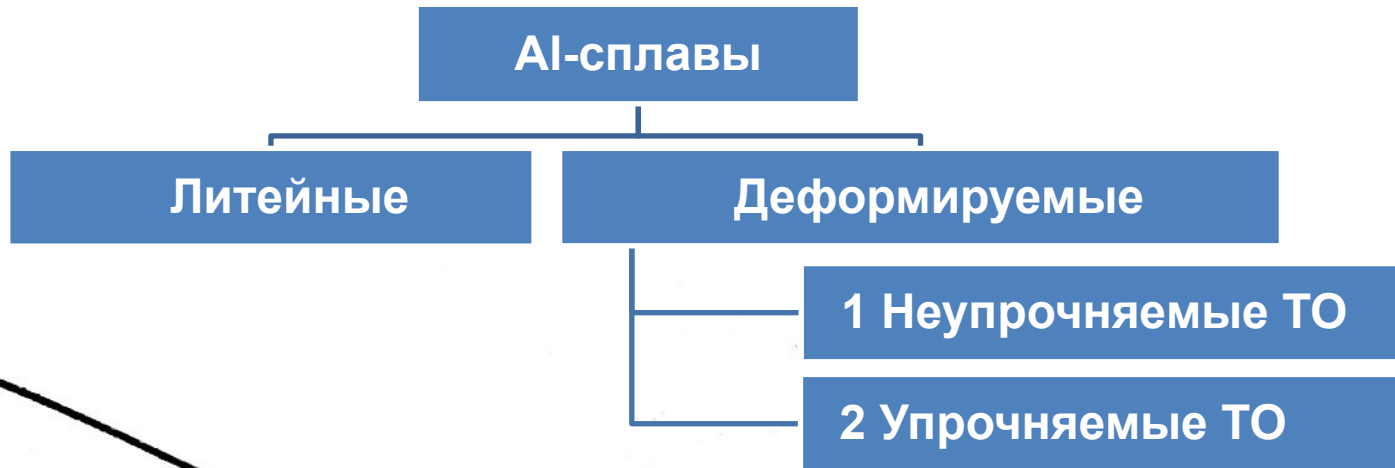 Al-сплавы
Литейные
Деформируемые
1 Неупрочняемые ТО
2 Упрочняемые ТО